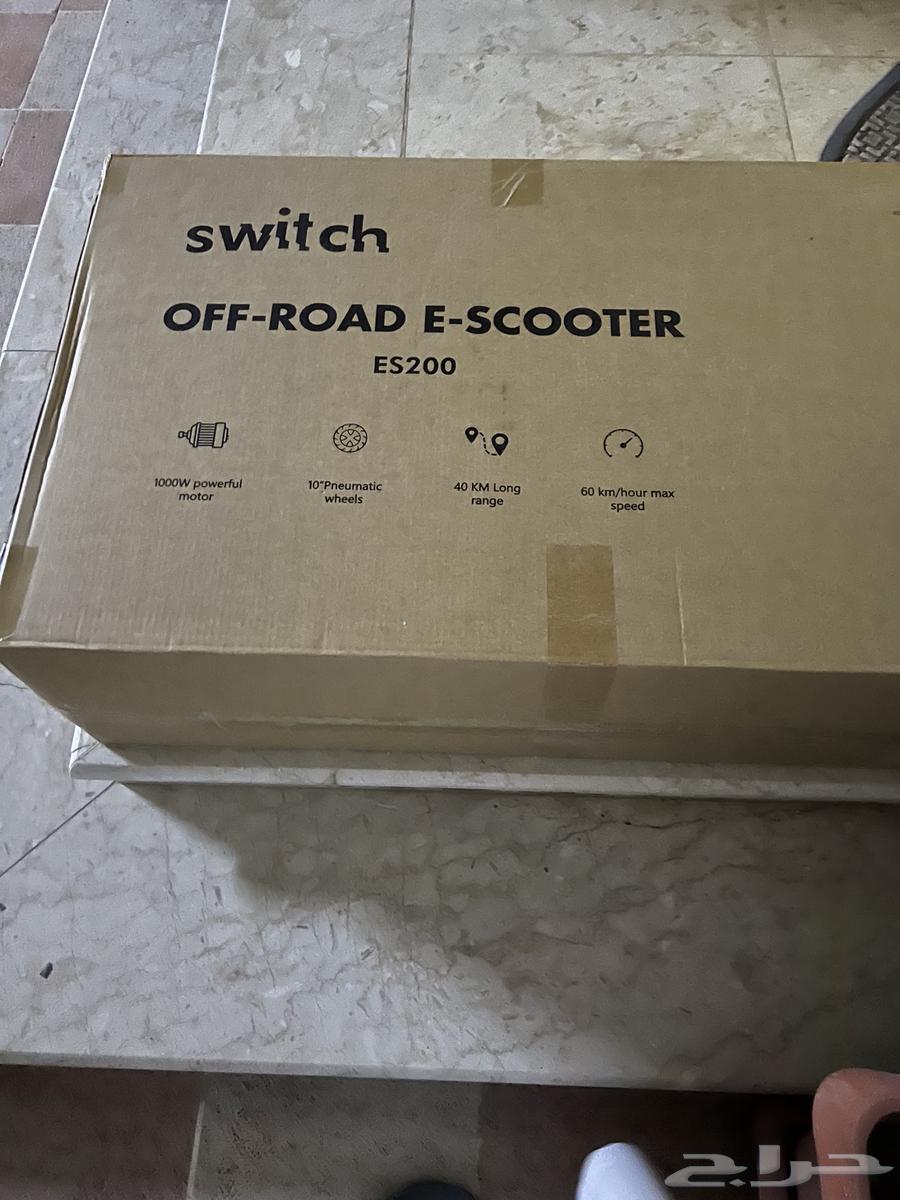 switch
OFF-ROAD E-SCOOTER
ES200
1000W powerful
motor
10"Pneumatic
wheels
40 KM Long
range
60 km/hour max
speed
حراج